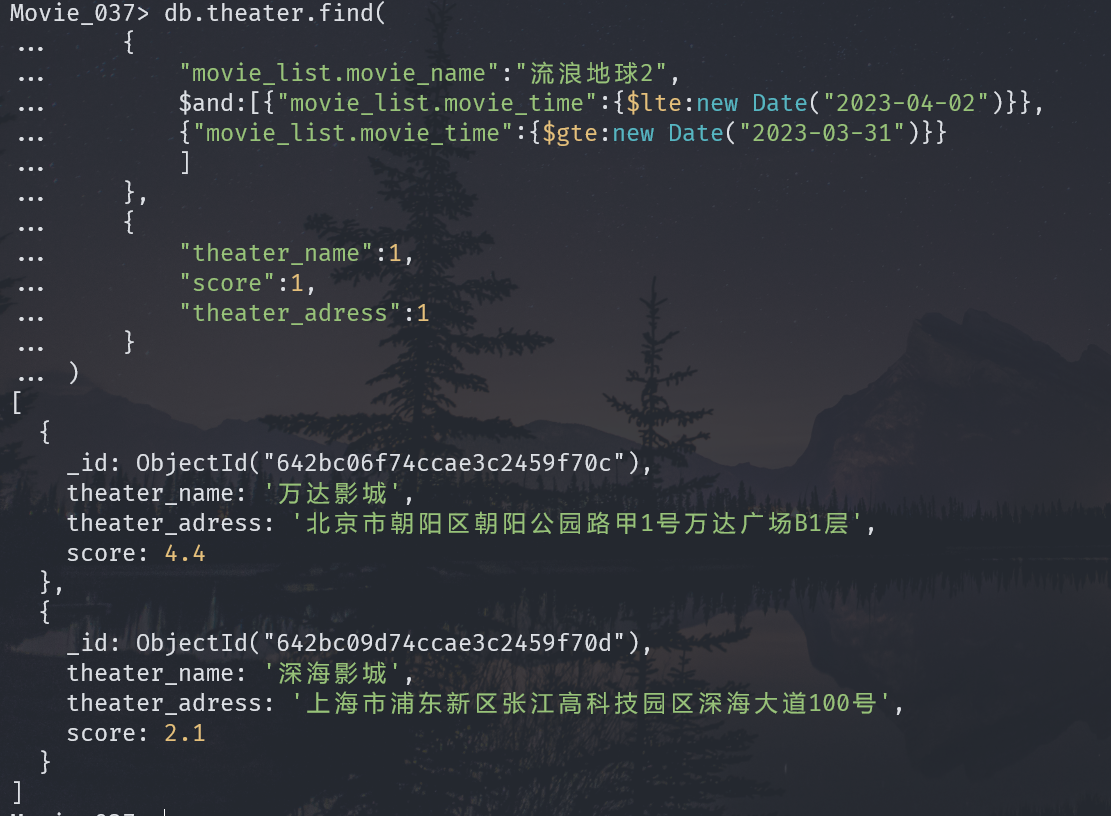 Movie_037> db.theater.find(
... {
... "movie_list.movie_name":"流浪地球2",
... $and:[{"movie_list.movie_time":{$lte:new Date("2023-04-02")}},
... {"movie_list.movie_time":{$gte:new Date("2023-03-31")}}
... ]
... },
... {
... "theater_name":1,
... "score":1,
... "theater_adress":1
... }
... )
[
{
_id: ObjectId("642bc06f74ccae3c2459f70c"),
theater_name: '万达影城',
theater_adress: '北京市朝阳区朝阳公园路甲1号万达广场B1层',
score: 4.4
},
{
_id: ObjectId("642bc09d74ccae3c2459f70d"),
theater_name: '深海影城',
theater_adress: '上海市浦东新区张江高科技园区深海大道100号',
score: 2.1
}
]